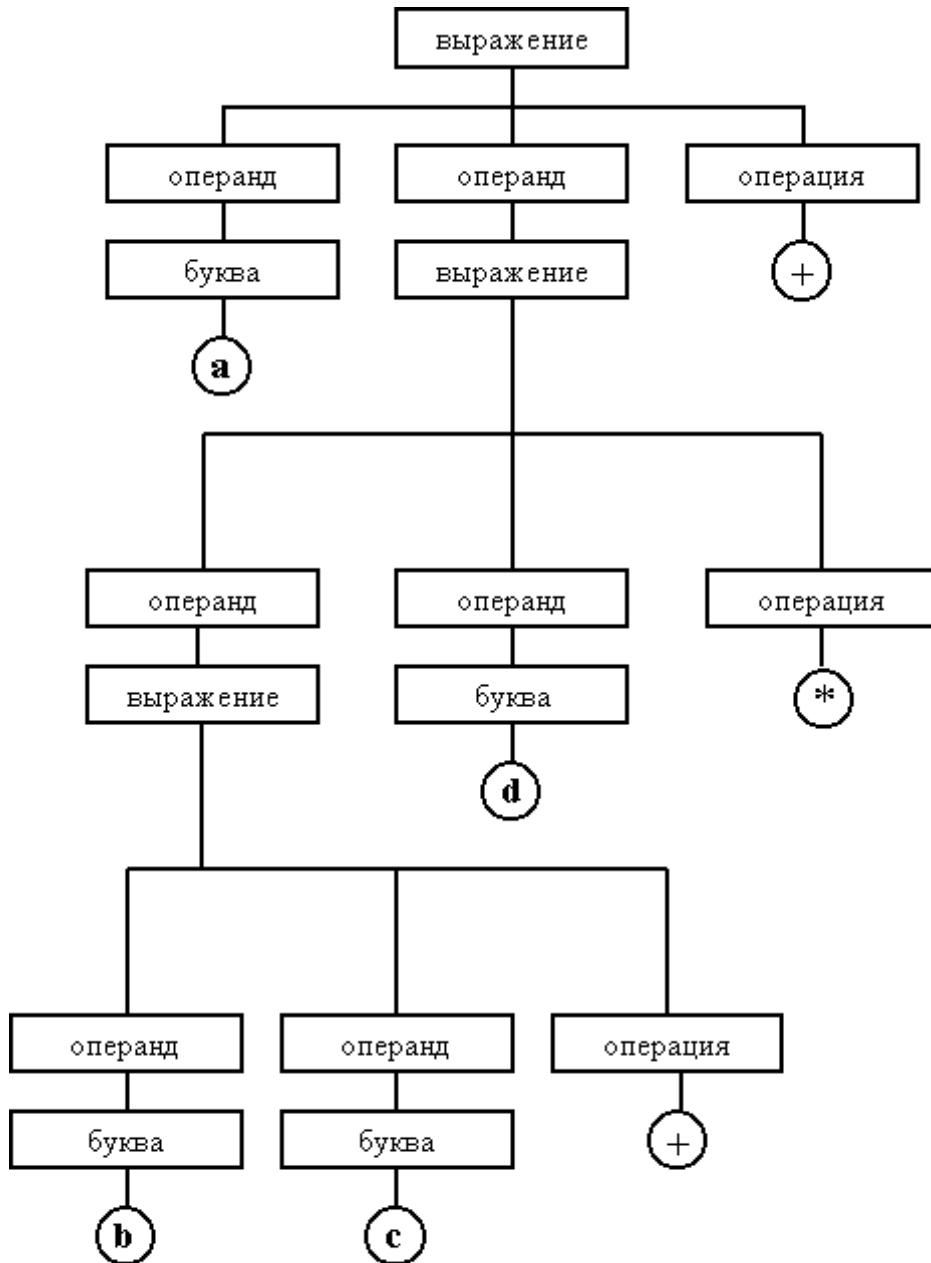 выражение
операнд операнд операция
буква выражение +
a
операнд операнд операция
выражение буква *
d
операнд операнд операция
буква буква +
b c